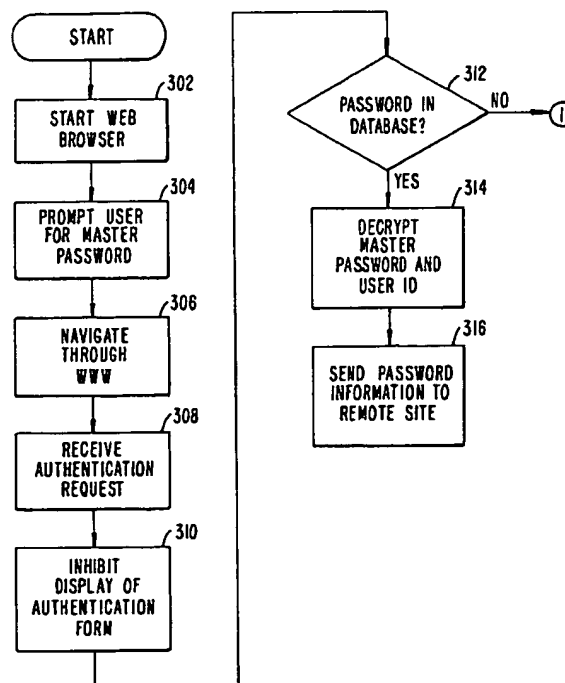 START
302
START WEB
BROWSER
304
PROMPT USER
FOR MASTER
PASSWORD
306
NAVIGATE
THROUGH
WWW
308
RECEIVE
AUTHENTICATION
REQUEST
310
INHIBIT
DISPLAY OF
AUTHENTICATION
FORM
312
PASSWORD IN
DATABASE?
NO
1
YES
314
DECRYPT
MASTER
PASSWORD AND
USER ID
316
SEND PASSWORD
INFORMATION TO
REMOTE SITE